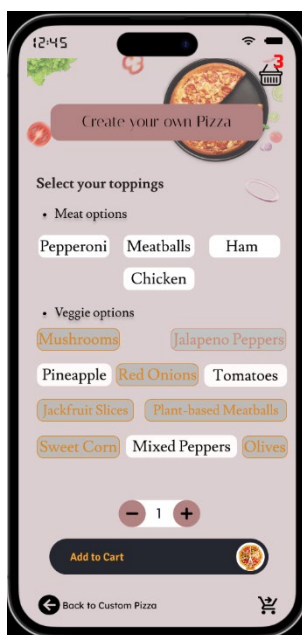 12:45
3
Create your own Pizza
Select your toppings
• Meat options
Pepperoni Meatballs Ham
Chicken
• Veggie options
Mushrooms Jalapeno Peppers
Pineapple Red Onions Tomatoes
Jackfruit Slices Plant-based Meatballs
Sweet Corn Mixed Peppers Olives
− 1 +
Add to Cart
Back to Custom Pizza